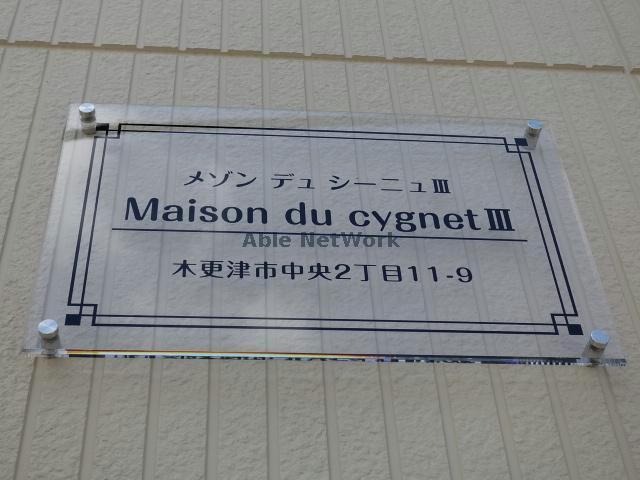 メゾン デュ シーニュⅢ
Maison du cygnetⅢ
Able NetWork
木更津市中央2丁目11-9